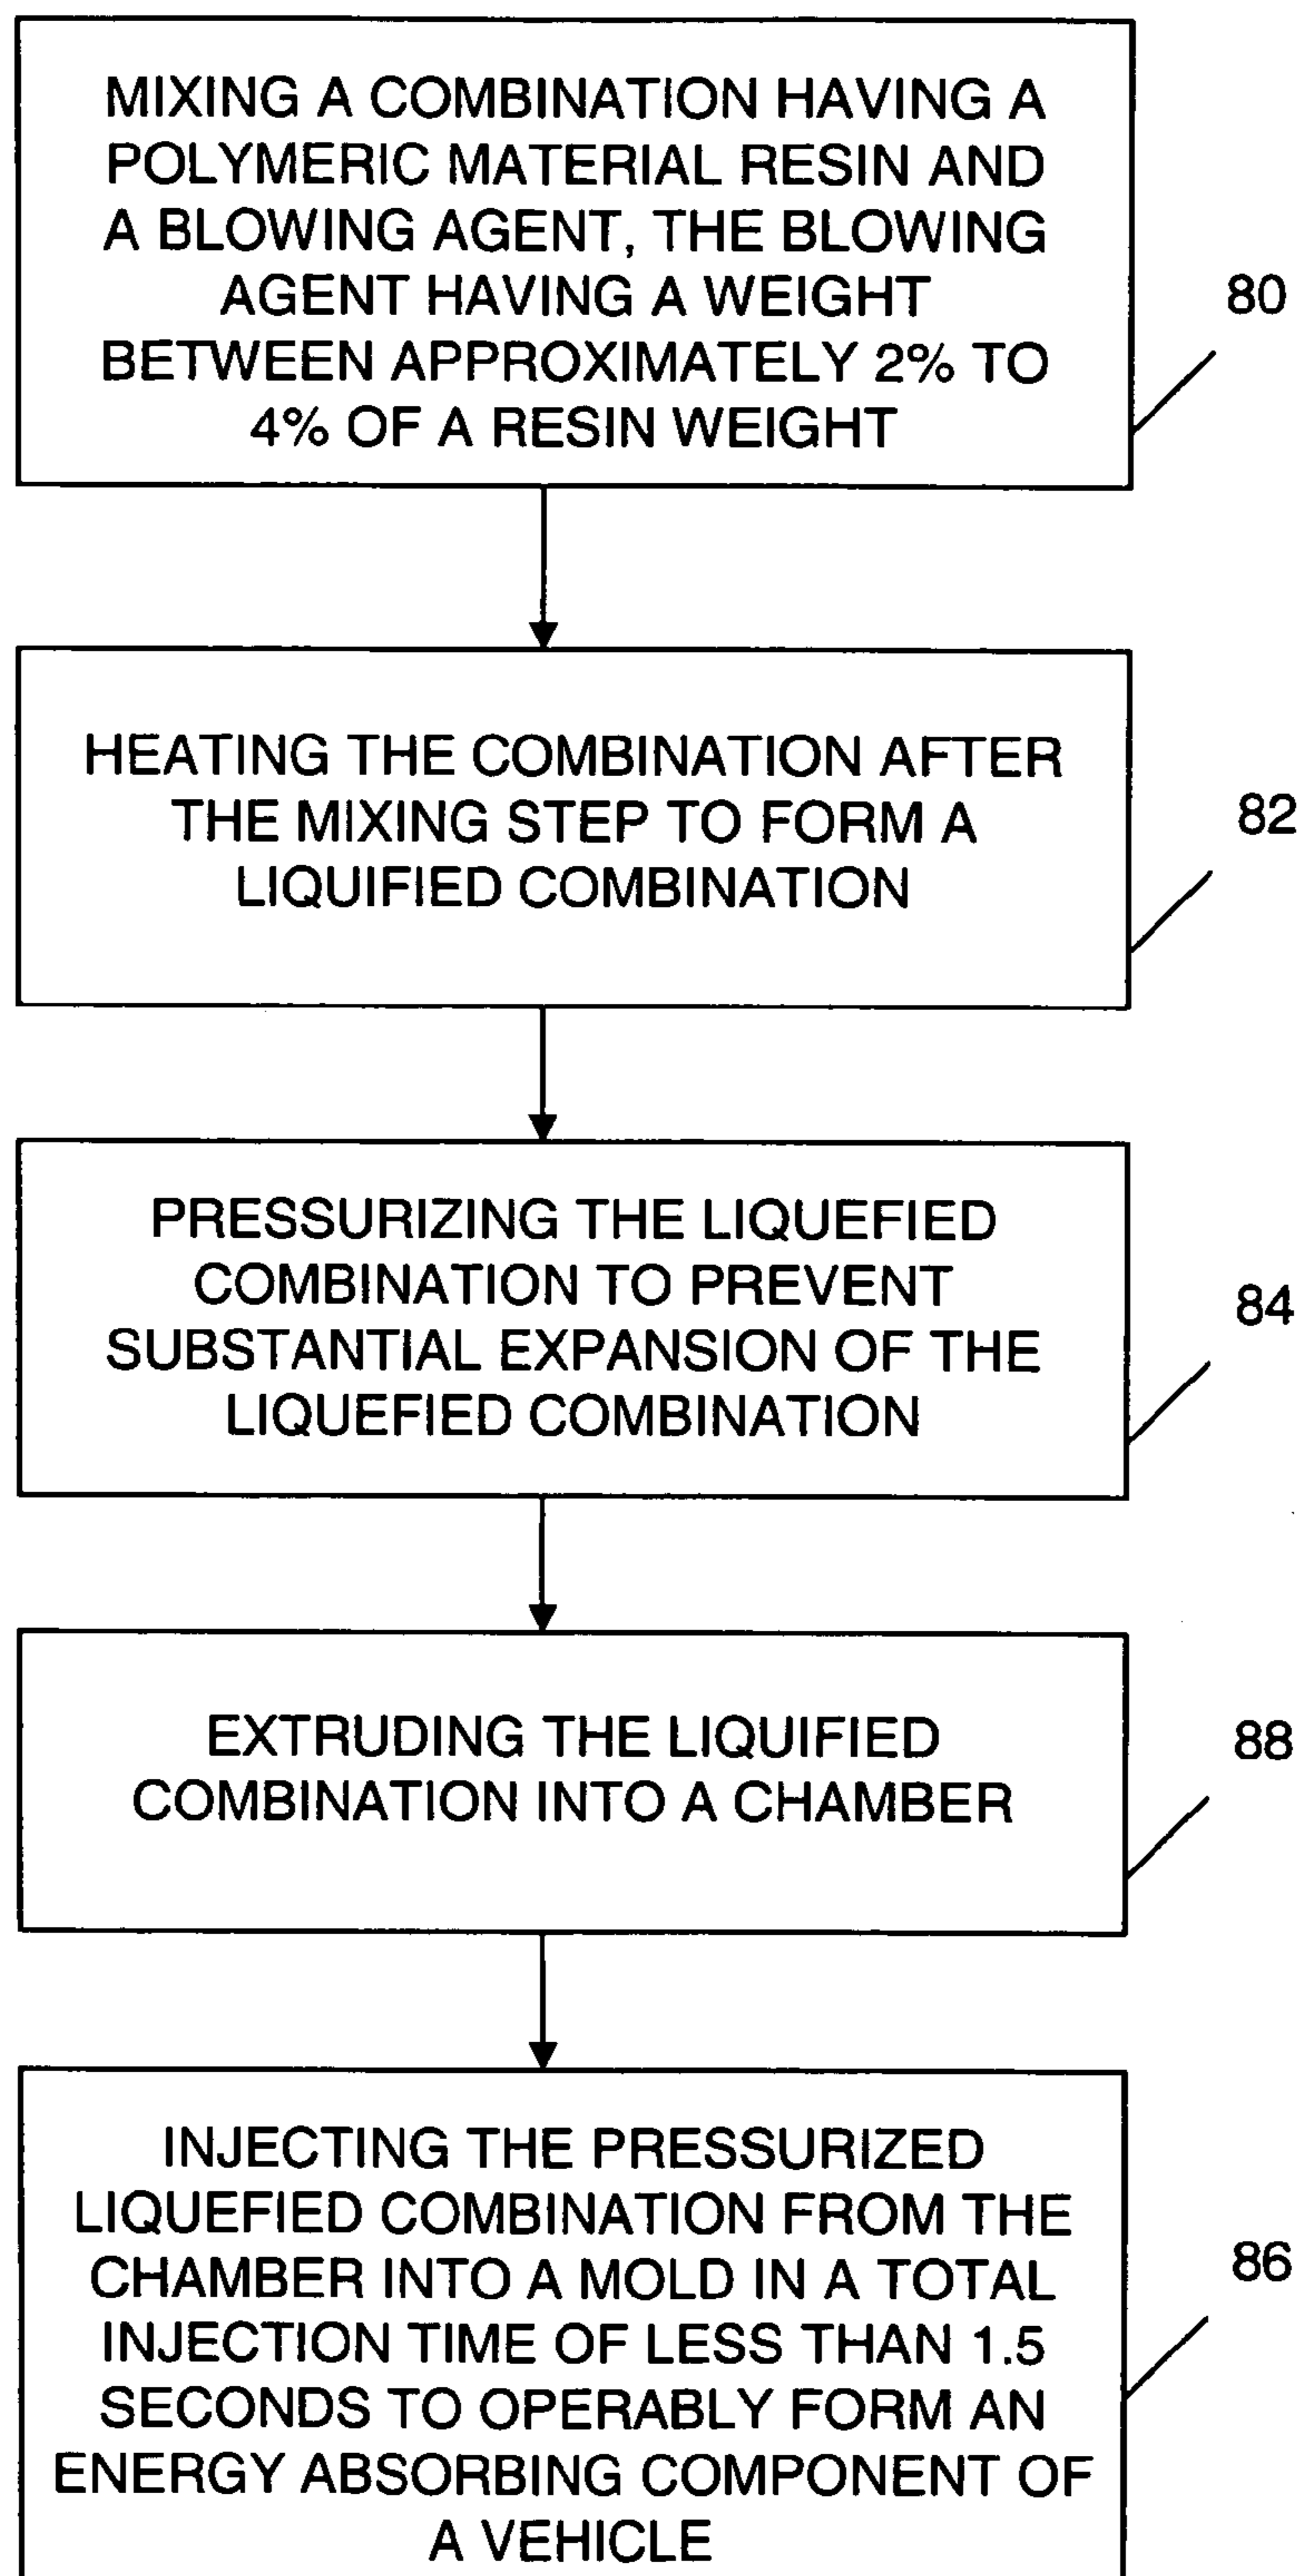 MIXING A COMBINATION HAVING A
POLYMERIC MATERIAL RESIN AND
A BLOWING AGENT, THE BLOWING
AGENT HAVING A WEIGHT
BETWEEN APPROXIMATELY 2% TO
4% OF A RESIN WEIGHT
80
HEATING THE COMBINATION AFTER
THE MIXING STEP TO FORM A
LIQUIFIED COMBINATION
82
PRESSURIZING THE LIQUEFIED
COMBINATION TO PREVENT
SUBSTANTIAL EXPANSION OF THE
LIQUEFIED COMBINATION
84
EXTRUDING THE LIQUIFIED
COMBINATION INTO A CHAMBER
88
INJECTING THE PRESSURIZED
LIQUEFIED COMBINATION FROM THE
CHAMBER INTO A MOLD IN A TOTAL
INJECTION TIME OF LESS THAN 1.5
SECONDS TO OPERABLY FORM AN
ENERGY ABSORBING COMPONENT OF
A VEHICLE
86